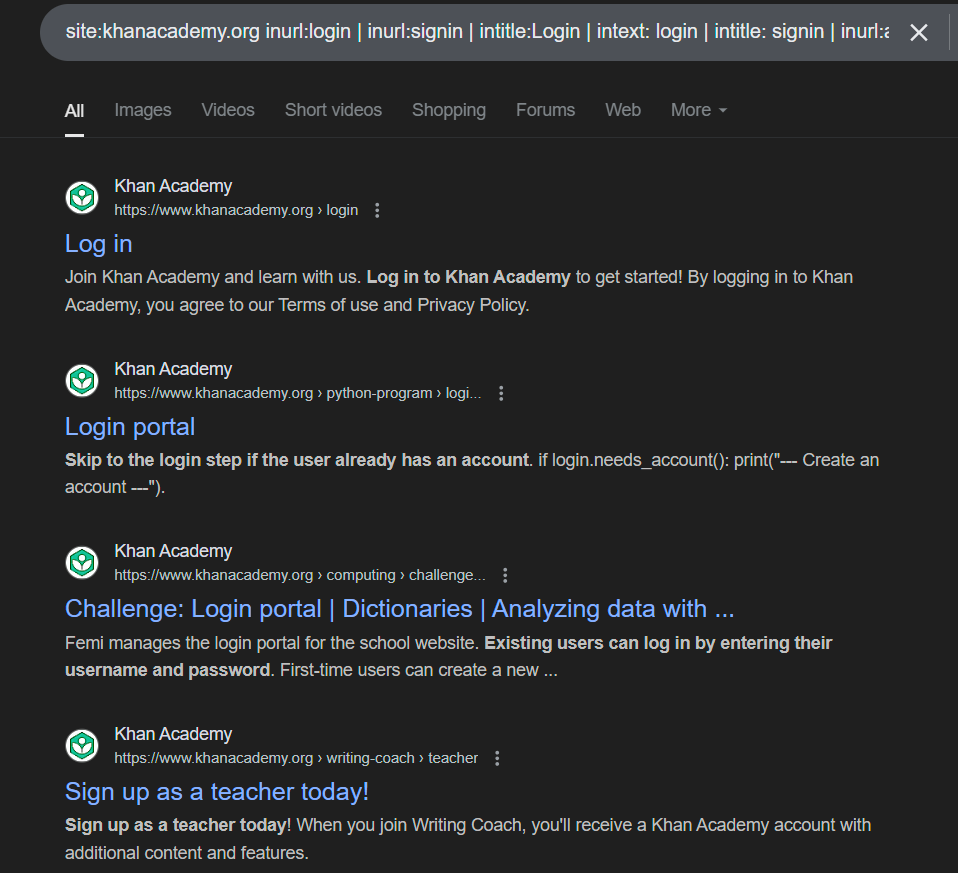 site:khanacademy.org inurl:login | inurl:signin | intitle:Login | intext: login | intitle: signin | inurl:a
All Images Videos Short videos Shopping Forums Web More
Khan Academy
https://www.khanacademy.org › login
Log in
Join Khan Academy and learn with us. Log in to Khan Academy to get started! By logging in to Khan
Academy, you agree to our Terms of use and Privacy Policy.
Khan Academy
https://www.khanacademy.org › python-program › logi...
Login portal
Skip to the login step if the user already has an account. if login.needs_account(): print("--- Create an
account ---").
Khan Academy
https://www.khanacademy.org › computing › challenge...
Challenge: Login portal | Dictionaries | Analyzing data with ...
Femi manages the login portal for the school website. Existing users can log in by entering their
username and password. First-time users can create a new ...
Khan Academy
https://www.khanacademy.org › writing-coach › teacher
Sign up as a teacher today!
Sign up as a teacher today! When you join Writing Coach, you'll receive a Khan Academy account with
additional content and features.